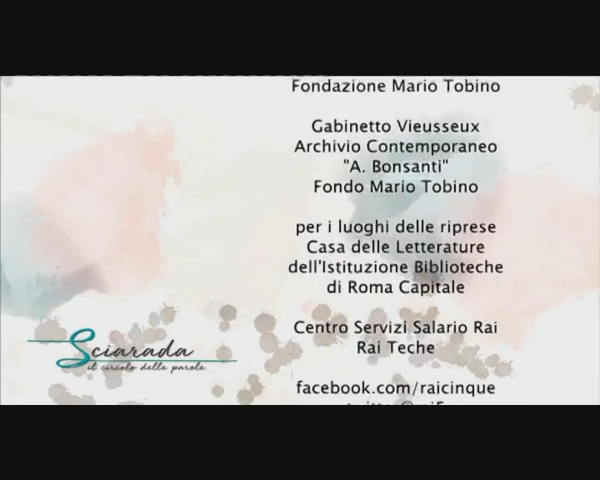 Fondazione Mario Tobino
Gabinetto Vieusseux
Archivio Contemporaneo
"A. Bonsanti"
Fondo Mario Tobino
per i luoghi delle riprese
Casa delle Letterature
dell'Istituzione Biblioteche
di Roma Capitale
Centro Servizi Salario Rai
Rai Teche
facebook.com/raicinque
Sciarada
il circolo delle parole